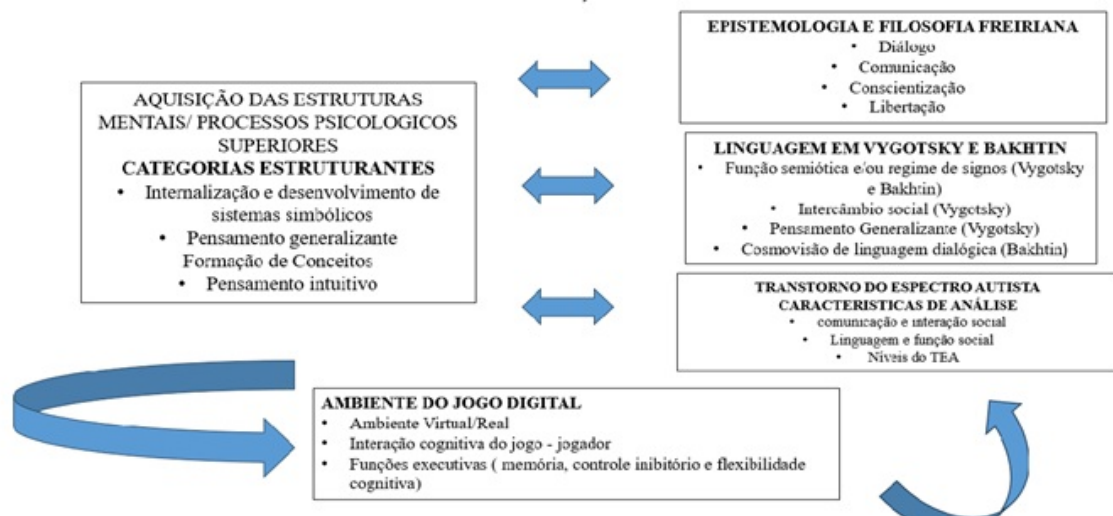 AQUISIÇÃO DAS ESTRUTURAS
MENTAIS/ PROCESSOS PSICOLOGICOS
SUPERIORES
CATEGORIAS ESTRUTURANTES
• Internalização e desenvolvimento de
sistemas simbólicos
• Pensamento generalizante
Formação de Conceitos
• Pensamento intuitivo
EPISTEMOLOGIA E FILOSOFIA FREIRIANA
• Diálogo
• Comunicação
• Conscientização
• Libertação
LINGUAGEM EM VYGOTSKY E BAKHTIN
• Função semiótica e/ou regime de signos (Vygotsky
e Bakhtin)
• Intercâmbio social (Vygotsky)
• Pensamento Generalizante (Vygotsky)
• Cosmovisão de linguagem dialógica (Bakhtin)
TRANSTORNO DO ESPECTRO AUTISTA
CARACTERISTICAS DE ANÁLISE
• comunicação e interação social
• Linguagem e função social
• Níveis do TEA
AMBIENTE DO JOGO DIGITAL
• Ambiente Virtual/Real
• Interação cognitiva do jogo - jogador
• Funções executivas ( memória, controle inibitório e flexibilidade
cognitiva)